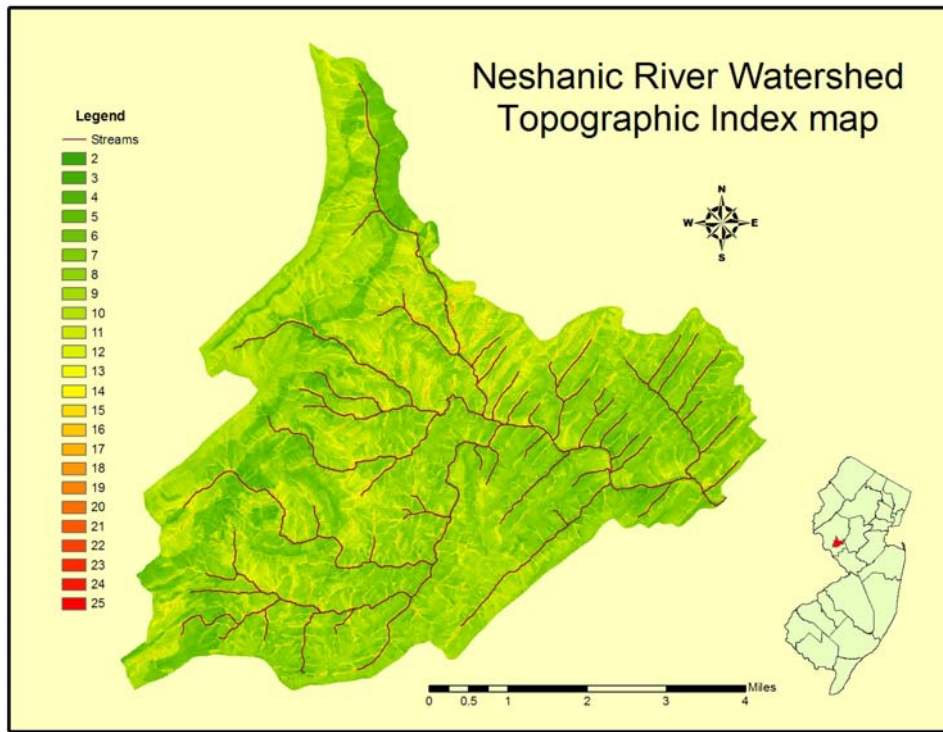 Neshanic River Watershed
Topographic Index map
Legend
Streams
2
3
4
5
6
7
8
9
10
11
12
13
14
15
16
17
18
19
20
21
22
23
24
25
N
W E
S
Miles
0 0.5 1 2 3 4